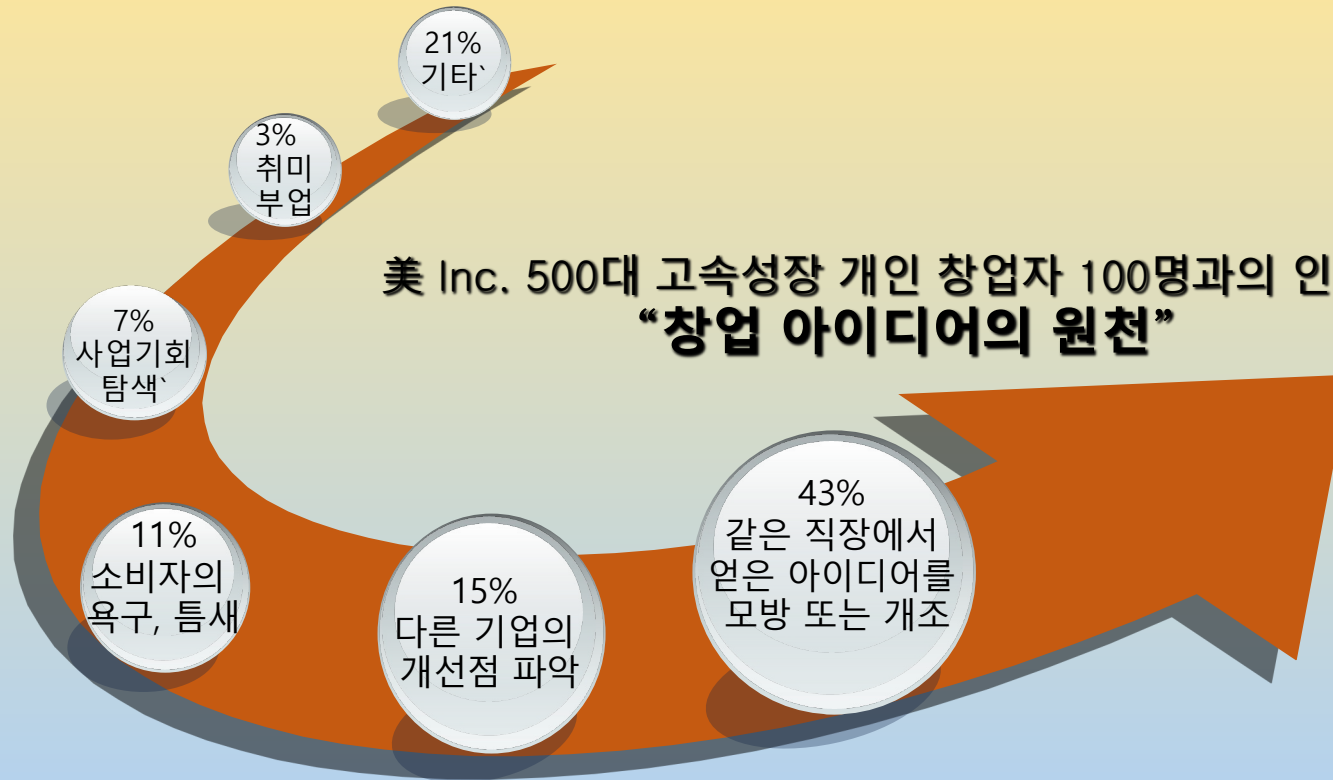 21%
기타`
3%
취미
부업
美 Inc. 500대 고속성장 개인 창업자 100명과의 인
“창업 아이디어의 원천”
7%
사업기회
탐색`
43%
같은 직장에서
얻은 아이디어를
모방 또는 개조
11%
소비자의
욕구, 틈새
15%
다른 기업의
개선점 파악